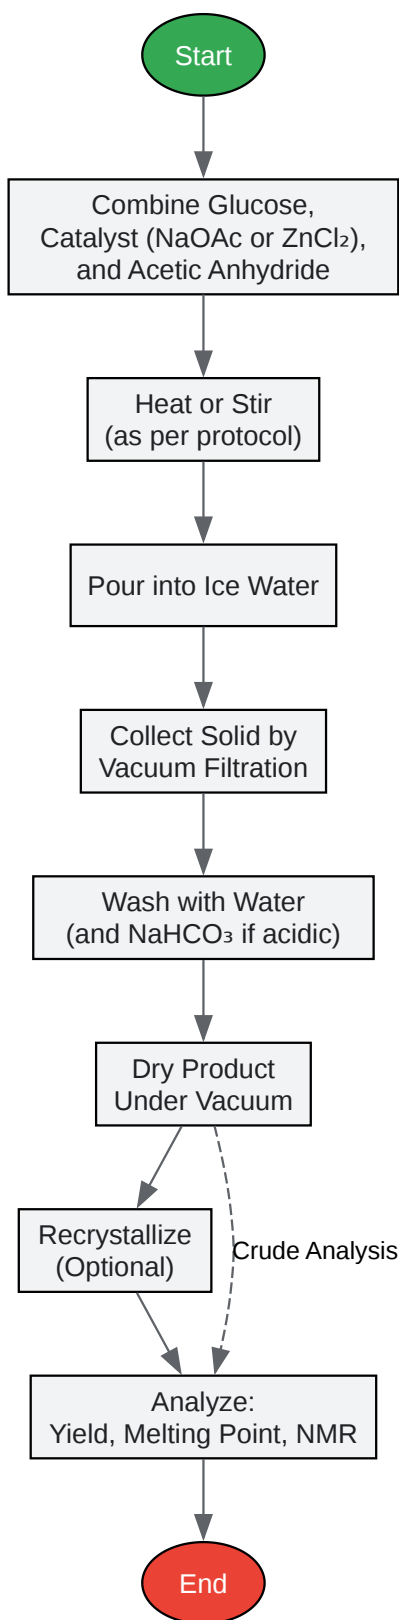 Start
Combine Glucose,
Catalyst (NaOAc or ZnCl₂),
and Acetic Anhydride
Heat or Stir
(as per protocol)
Pour into Ice Water
Collect Solid by
Vacuum Filtration
Wash with Water
(and NaHCO₃ if acidic)
Dry Product
Under Vacuum
Recrystallize
(Optional)
Crude Analysis
Analyze:
Yield, Melting Point, NMR
End